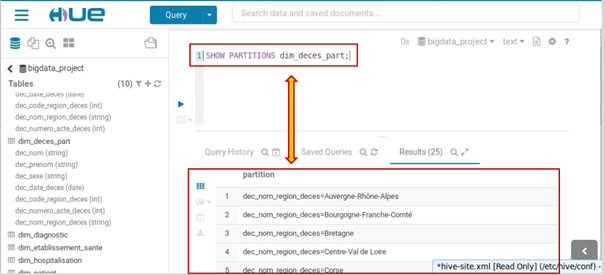 HUE
Query
Search data and saved documents...
bigdata_project
Tables
(10)
dec_date_deces (date)
dec_code_region_deces (int)
dec_nom_region_deces (string)
dec_numero_acte_deces (int)
dim_deces_part
dec_nom (string)
dec_prenom (string)
dec_sexe (string)
dec_date_deces (date)
dec_code_region_deces (int)
dec_numero_acte_deces (int)
dec_nom_region_deces (string)
dim_diagnostic
dim_etablissement_sante
dim_hospitalisation
dim_patient
0s bigdata_project text ?
1 SHOW PARTITIONS dim_deces_part;
Query History Saved Queries Results (25)
partition
1 dec_nom_region_deces=Auvergne-Rhône-Alpes
2 dec_nom_region_deces=Bourgogne-Franche-Comté
3 dec_nom_region_deces=Bretagne
4 dec_nom_region_deces=Centre-Val de Loire
5 dec_nom_region_deces=Corse
*hive-site.xml [Read Only] (/etc/hive/conf) -